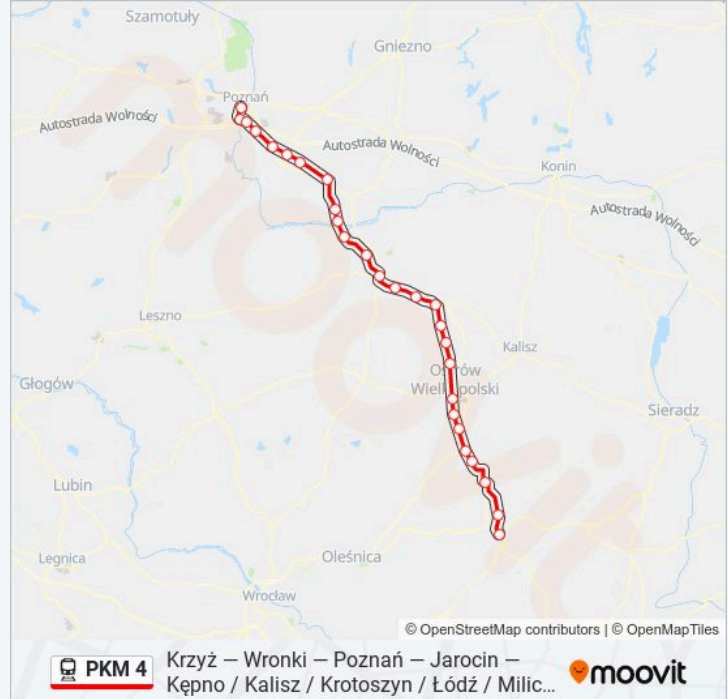 Szamotuły
Gniezno
Poznań
Autostrada Wolności
Autostrada Wolności
Konin
Autostrada Wolności
Leszno
Kalisz
Głogów
Ostrów
Wielkopolski
Sieradz
Lubin
Legnica
Oleśnica
Wrocław
© OpenStreetMap contributors | © OpenMapTiles
PKM 4
Krzyż – Wronki – Poznań – Jarocin –
Kępno / Kalisz / Krotoszyn / Łódź / Milic...
moovit
moovit